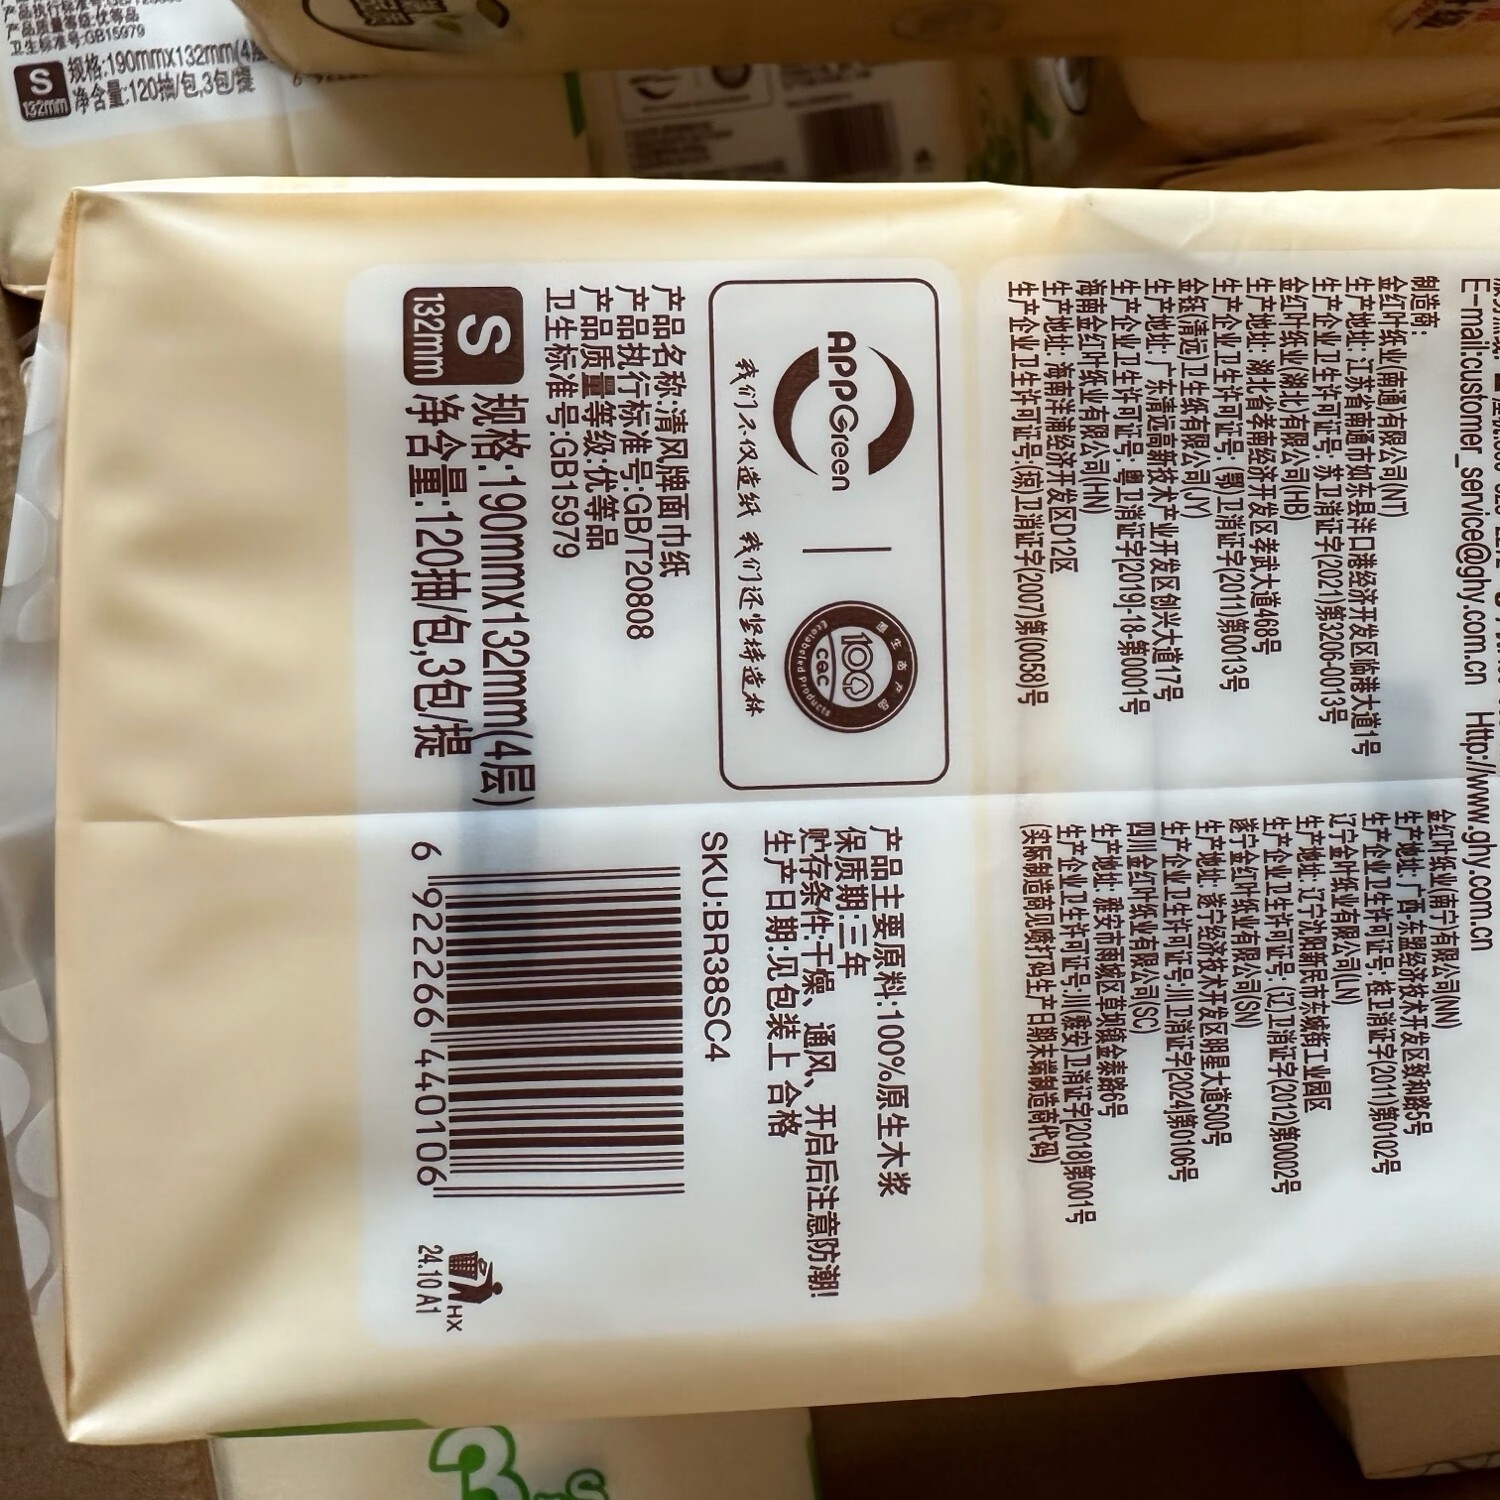 E-mail:customer_service@ghy.com.cn Http://www.ghy.com.cn
制造商:
金红叶纸业(南通)有限公司(NT)
生产地址: 江苏省南通市如东县洋口港经济开发区临港大道1号
生产企业卫生许可证号: 苏卫消证字(2021)第3206-0013号
金红叶纸业(湖北)有限公司(HB)
生产地址: 湖北省孝南经济开发区孝武大道468号
生产企业卫生许可证号: (鄂)卫消证字(2011)第0013号
金钰(清远)卫生纸有限公司(JY)
生产地址: 广东清远高新技术产业开发区创兴大道17号
生产企业卫生许可证号: 粤卫消证字[2019]-18-第0001号
海南金红叶纸业有限公司(HN)
生产地址: 海南洋浦经济开发区D12区
生产企业卫生许可证号:(琼)卫消证字(2007)第(0058)号
金红叶纸业(南宁)有限公司(NN)
生产地址: 广西-东盟经济技术开发区致和路5号
生产企业卫生许可证号: 桂卫消证字(2011)第0102号
辽宁金叶纸业有限公司(LN)
生产地址: 辽宁沈阳新民市东城街工业园区
生产企业卫生许可证号: (辽)卫消证字(2012)第0002号
遂宁金红叶纸业有限公司(SN)
生产地址: 遂宁经济技术开发区明星大道500号
生产企业卫生许可证号:川卫消证字[2024]第0106号
四川金红叶纸业有限公司(SC)
生产地址: 雅安市雨城区草坝镇金泰路6号
生产企业卫生许可证号:川(雅安)卫消证字[2018]第001号
(实际制造商见喷打码生产日期末端制造商代码)
APP Green
我们不仅造纸 我们还坚持造林
100
CQC
Ecolabeled Products
产品名称:清风牌面巾纸
产品执行标准号:GB/T20808
产品质量等级:优等品
卫生标准号:GB15979
S
132mm
规格:190mmx132mm(4层)
净含量:120抽/包,3包/提
产品主要原料:100%原生木浆
保质期:三年
贮存条件:干燥、通风、开启后注意防潮!
生产日期:见包装上 合格
SKU:BR38SC4
6 922266 440106
HX
24.10 A1
产品质量等级:优等品
卫生标准号:GB15979
S
132mm
规格:190mmx132mm(4层
净含量:120抽/包,3包/提
3